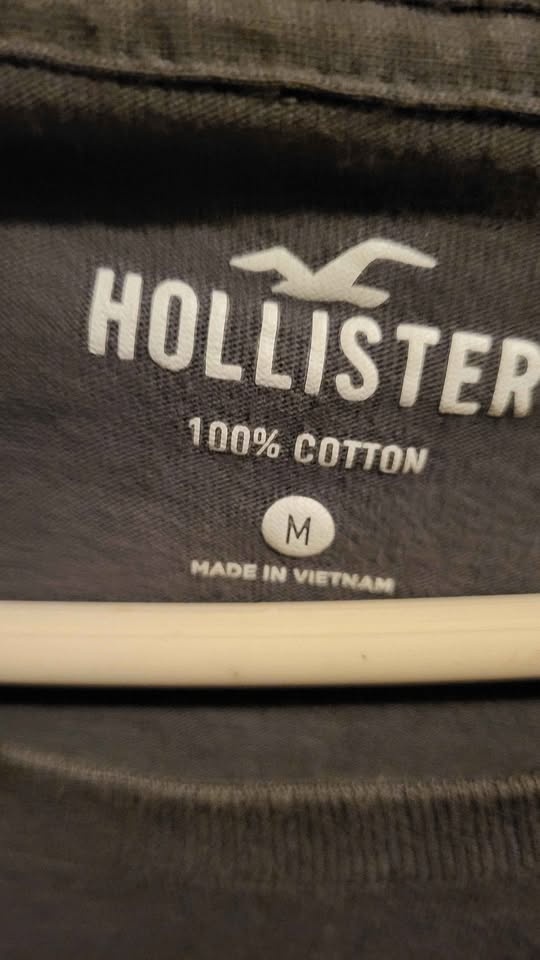 HOLLISTER
100% COTTON
M
MADE IN VIETNAM